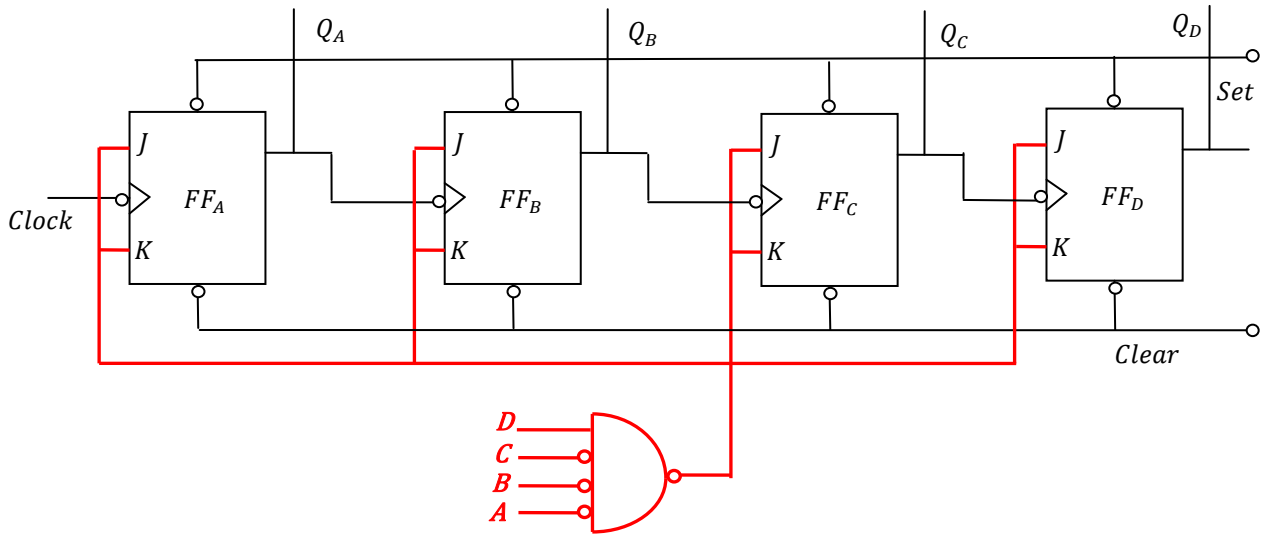 Q_A
Q_B
Q_C
Q_D
Set
J
J
J
J
Clock
FF_A
FF_B
FF_C
FF_D
K
K
K
K
Clear
D
C
B
A